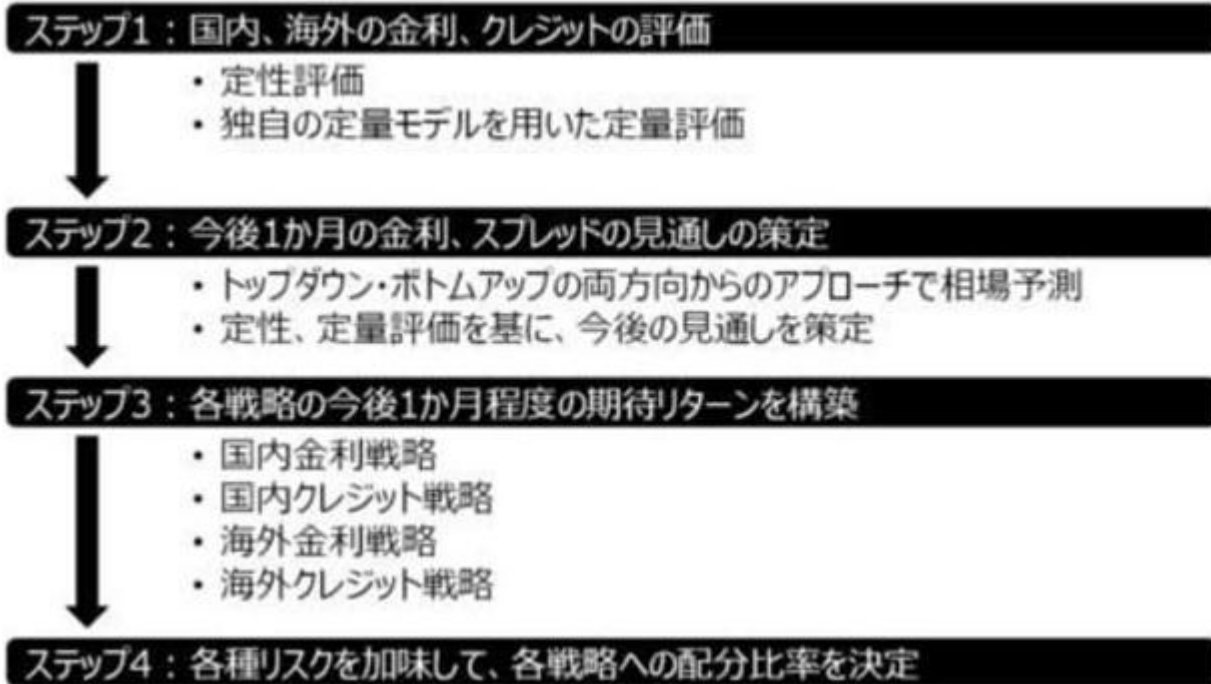 ステップ1：国内、海外の金利、クレジットの評価
・定性評価
・独自の定量モデルを用いた定量評価
ステップ2：今後1か月の金利、スプレッドの見通しの策定
・トップダウン・ボトムアップの両方向からのアプローチで相場予測
・定性、定量評価を基に、今後の見通しを策定
ステップ3：各戦略の今後1か月程度の期待リターンを構築
・国内金利戦略
・国内クレジット戦略
・海外金利戦略
・海外クレジット戦略
ステップ4：各種リスクを加味して、各戦略への配分比率を決定